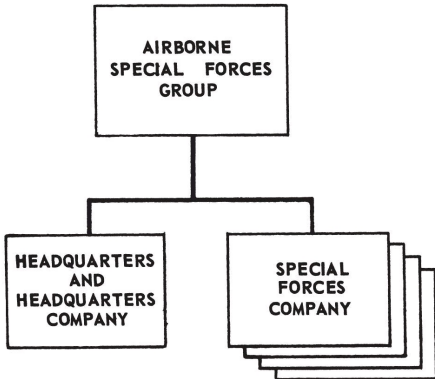 AIRBORNE
SPECIAL FORCES
GROUP
HEADQUARTERS
AND
HEADQUARTERS
COMPANY
SPECIAL
FORCES
COMPANY